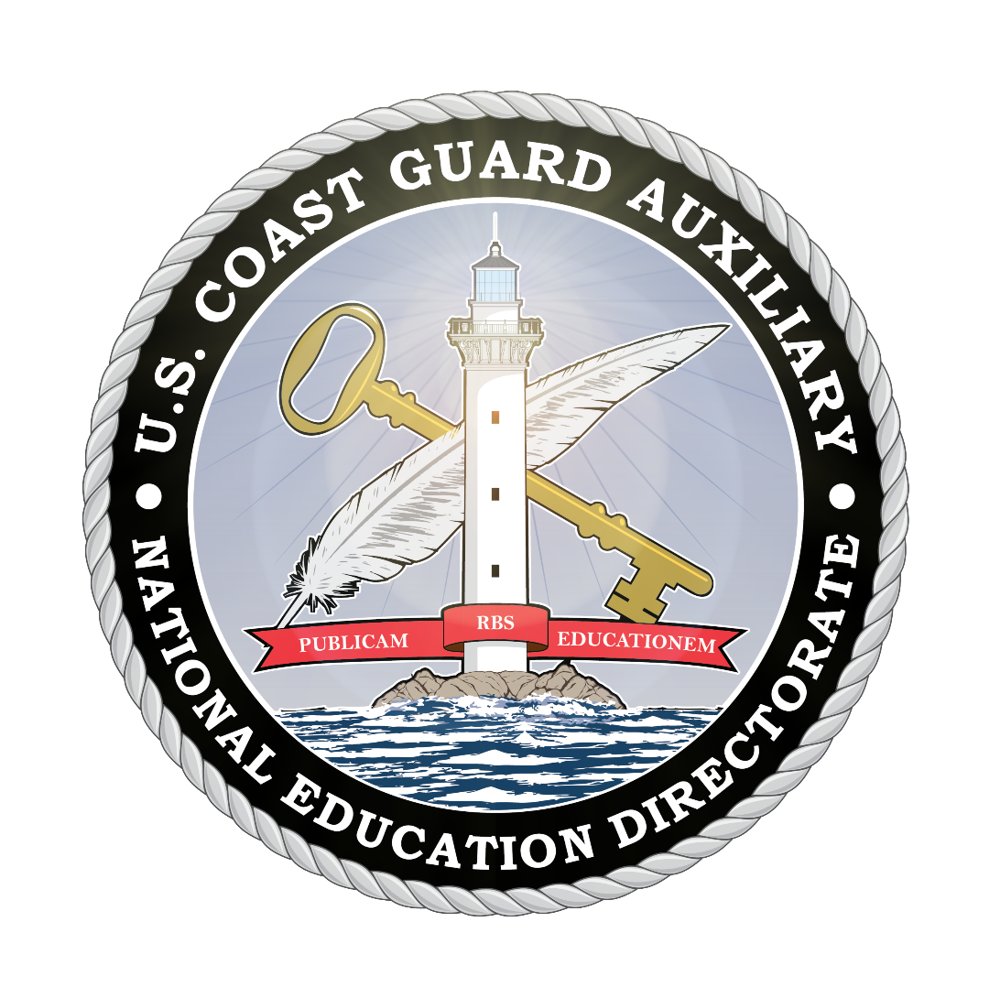 U.S. COAST GUARD AUXILIARY
PUBLICAM RBS EDUCATIONEM
NATIONAL EDUCATION DIRECTORATE